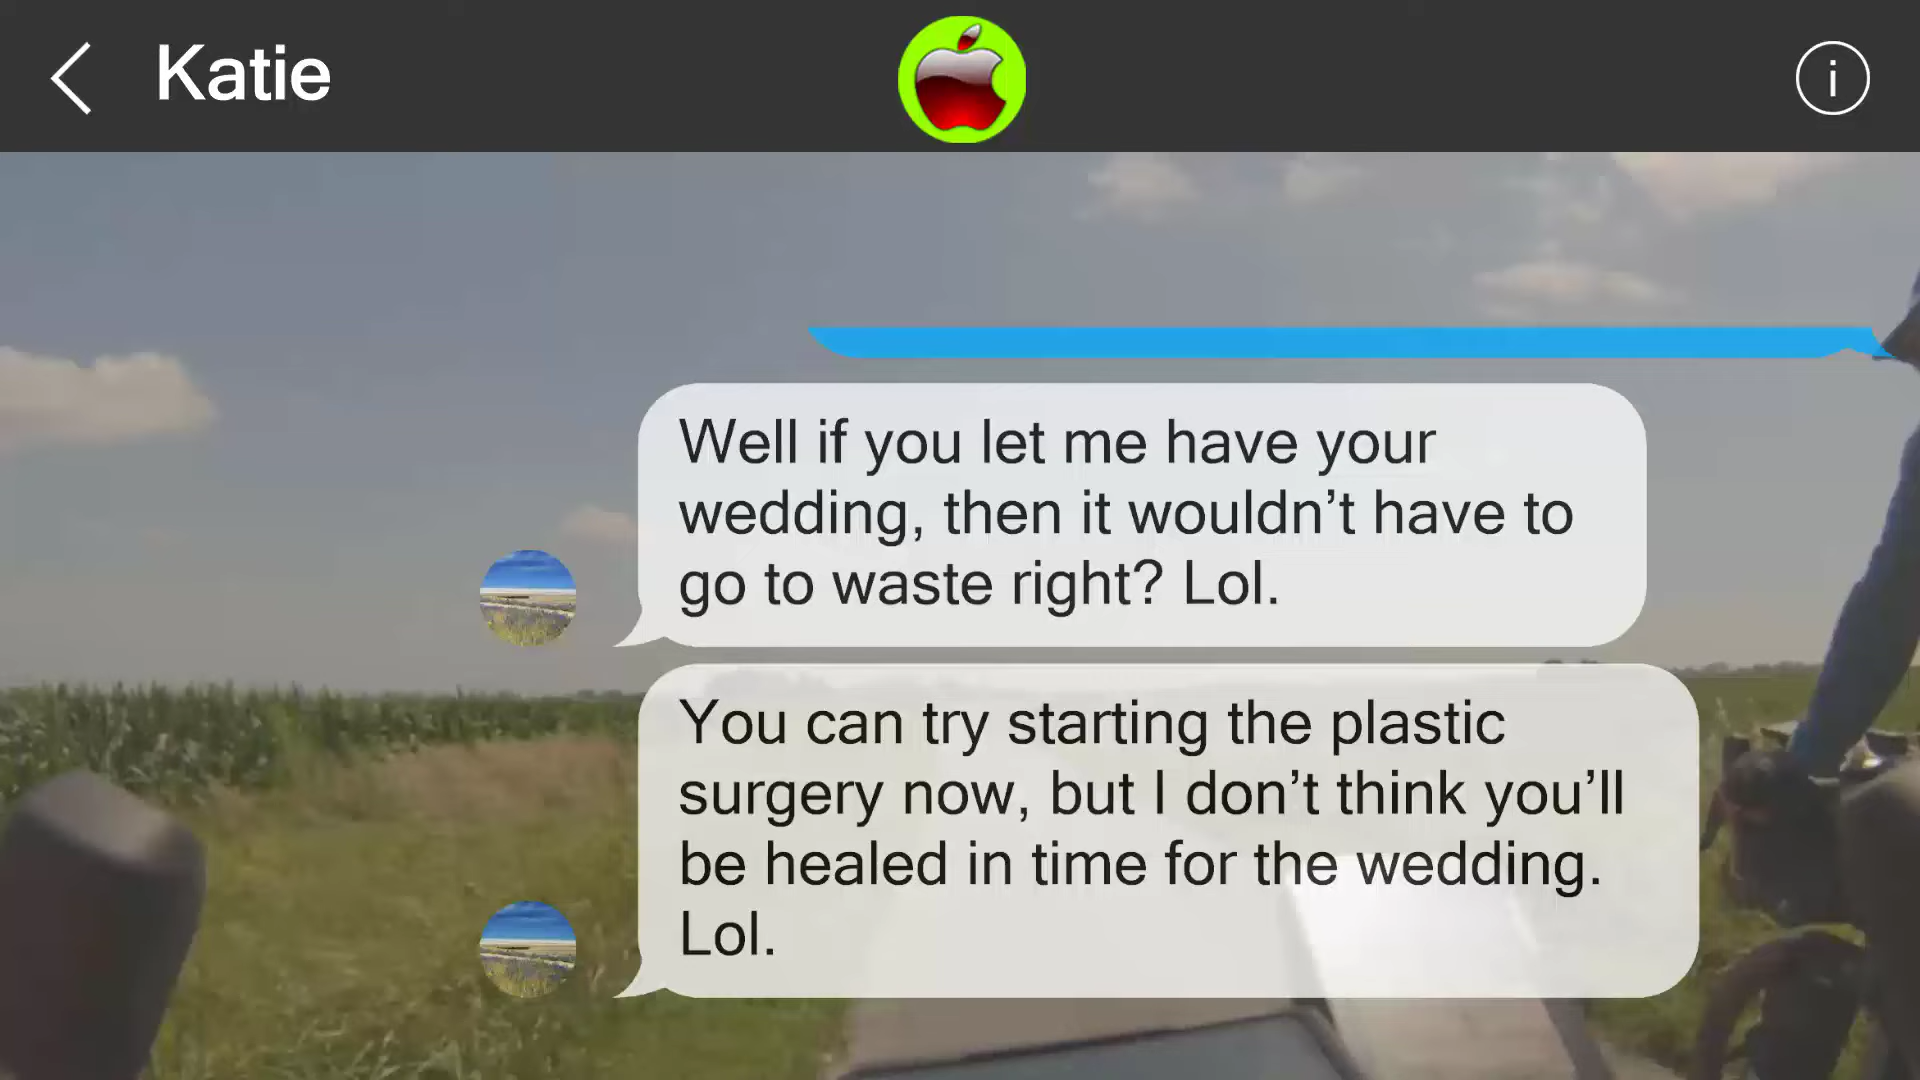 Katie
i
Well if you let me have your
wedding, then it wouldn’t have to
go to waste right? Lol.
You can try starting the plastic
surgery now, but I don’t think you’ll
be healed in time for the wedding.
Lol.